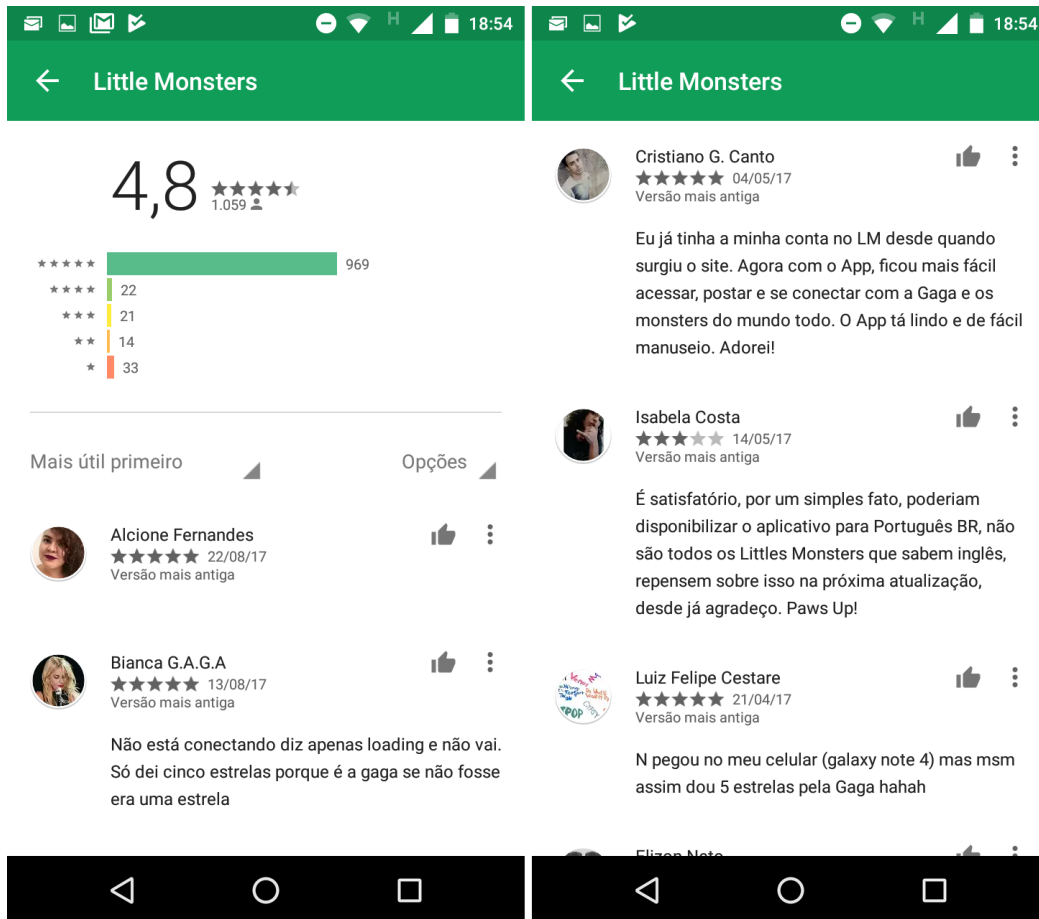 18:54
Little Monsters
4,8
1.059
969
22
21
14
33
Mais útil primeiro
Opções
Alcione Fernandes
22/08/17
Versão mais antiga
Bianca G.A.G.A
13/08/17
Versão mais antiga
Não está conectando diz apenas loading e não vai.
Só dei cinco estrelas porque é a gaga se não fosse
era uma estrela
H 18:54
Little Monsters
Cristiano G. Canto
04/05/17
Versão mais antiga
Eu já tinha a minha conta no LM desde quando
surgiu o site. Agora com o App, ficou mais fácil
acessar, postar e se conectar com a Gaga e os
monsters do mundo todo. O App tá lindo e de fácil
manuseio. Adorei!
Isabela Costa
14/05/17
Versão mais antiga
É satisfatório, por um simples fato, poderiam
disponibilizar o aplicativo para Português BR, não
são todos os Littles Monsters que sabem inglês,
repensem sobre isso na próxima atualização,
desde já agradeço. Paws Up!
Luiz Felipe Cestare
21/04/17
Versão mais antiga
N pegou no meu celular (galaxy note 4) mas msm
assim dou 5 estrelas pela Gaga hahah